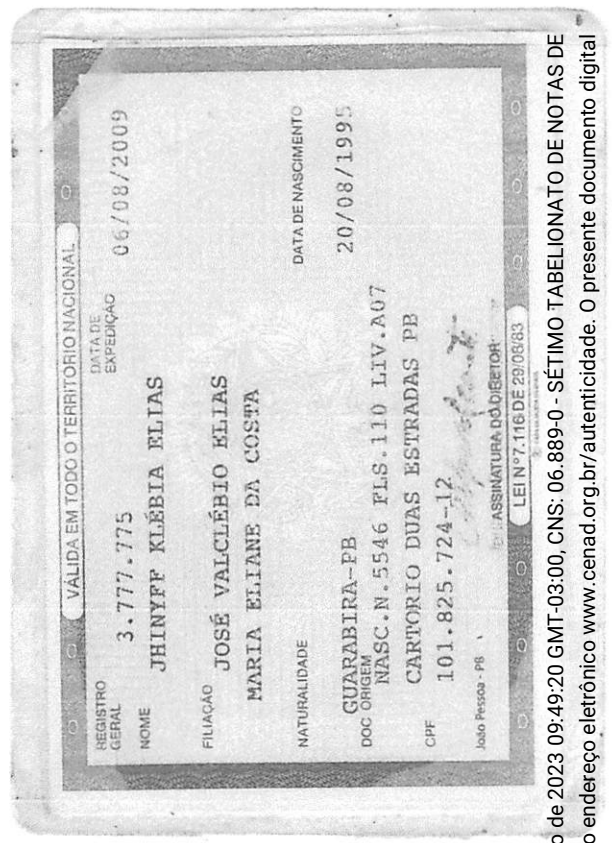 VÁLIDA EM TODO O TERRITÓRIO NACIONAL
REGISTRO GERAL 3.777.775 DATA DE EXPEDIÇÃO 06/08/2009
NOME JHINYFF KLÉBIA ELIAS
FILIAÇÃO JOSÉ VALCLÉBIO ELIAS
MARIA ELIANE DA COSTA
NATURALIDADE DATA DE NASCIMENTO
GUARABIRA-PB 20/08/1995
DOC ORIGEM NASC.N.5546 FLS.110 LIV.A07
CARTORIO DUAS ESTRADAS PB
CPF 101.825.724-12
João Pessoa - PB
ASSINATURA DO DIRETOR
LEI Nº 7.116 DE 29/08/83
o de 2023 09:49:20 GMT-03:00, CNS: 06.889-0 - SÉTIMO TABELIONATO DE NOTAS DE
o endereço eletrônico www.cenad.org.br/autenticidade. O presente documento digital